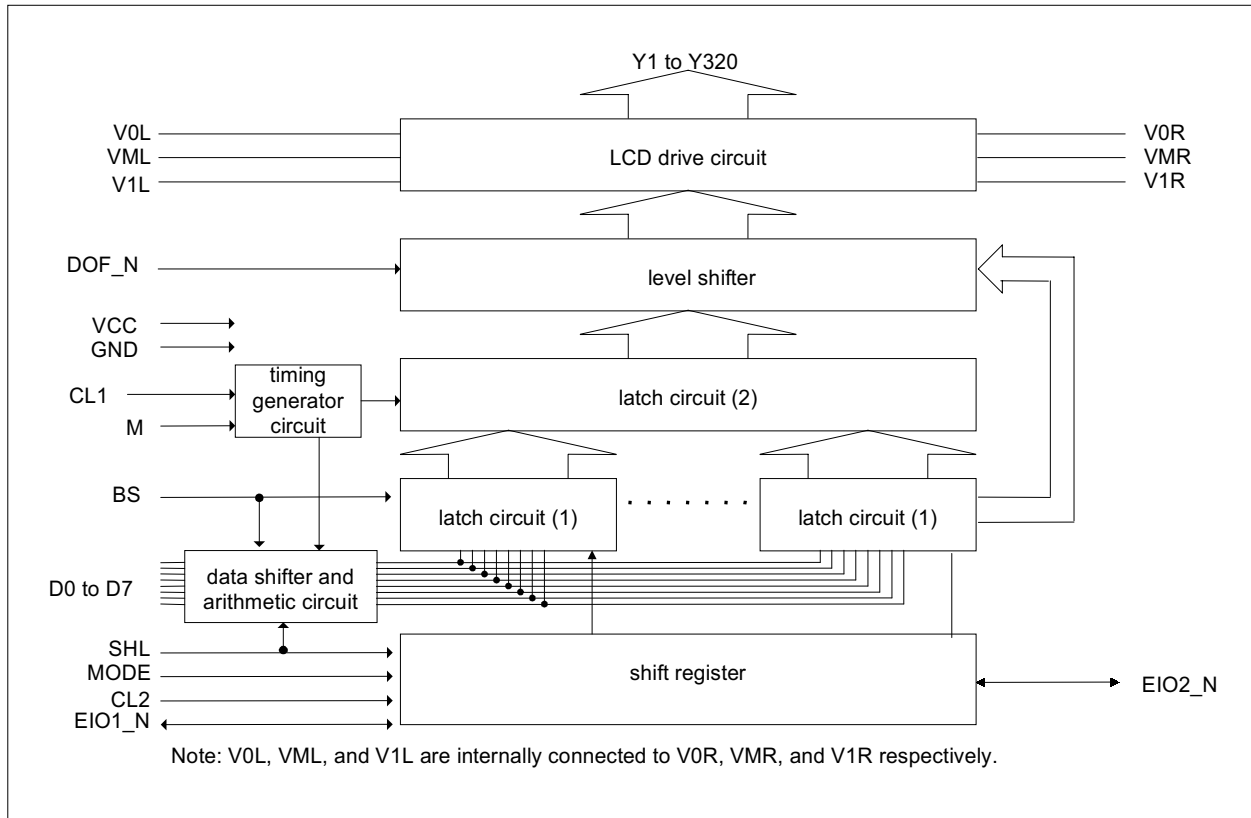 Y1 to Y320
V0L
VML
V1L
LCD drive circuit
V0R
VMR
V1R
DOF_N
level shifter
VCC
GND
CL1
M
timing
generator
circuit
latch circuit (2)
BS
latch circuit (1)
. . . . . . .
latch circuit (1)
D0 to D7
data shifter and
arithmetic circuit
SHL
MODE
CL2
EIO1_N
shift register
EIO2_N
Note: V0L, VML, and V1L are internally connected to V0R, VMR, and V1R respectively.